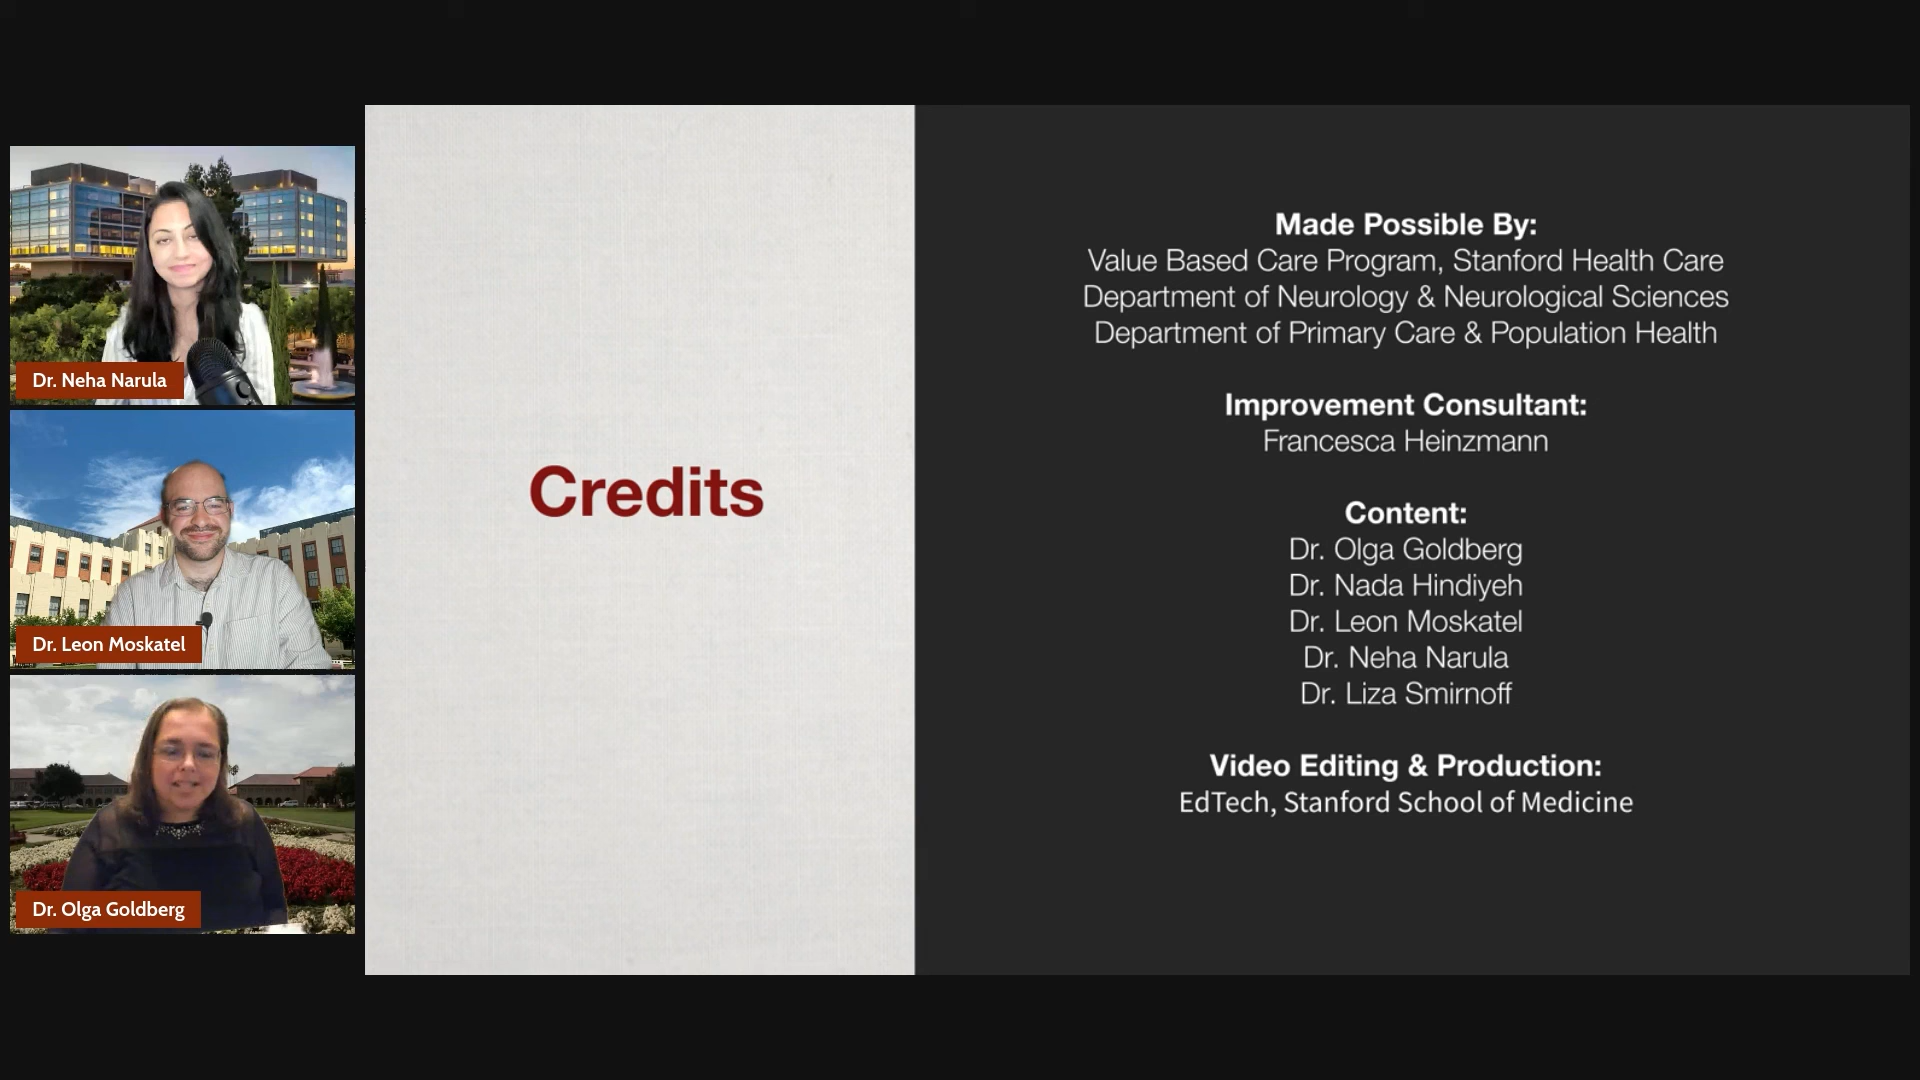 Dr. Neha Narula
Dr. Leon Moskatel
Dr. Olga Goldberg
Credits
Made Possible By:
Value Based Care Program, Stanford Health Care
Department of Neurology & Neurological Sciences
Department of Primary Care & Population Health
Improvement Consultant:
Francesca Heinzmann
Content:
Dr. Olga Goldberg
Dr. Nada Hindiyeh
Dr. Leon Moskatel
Dr. Neha Narula
Dr. Liza Smirnoff
Video Editing & Production:
EdTech, Stanford School of Medicine